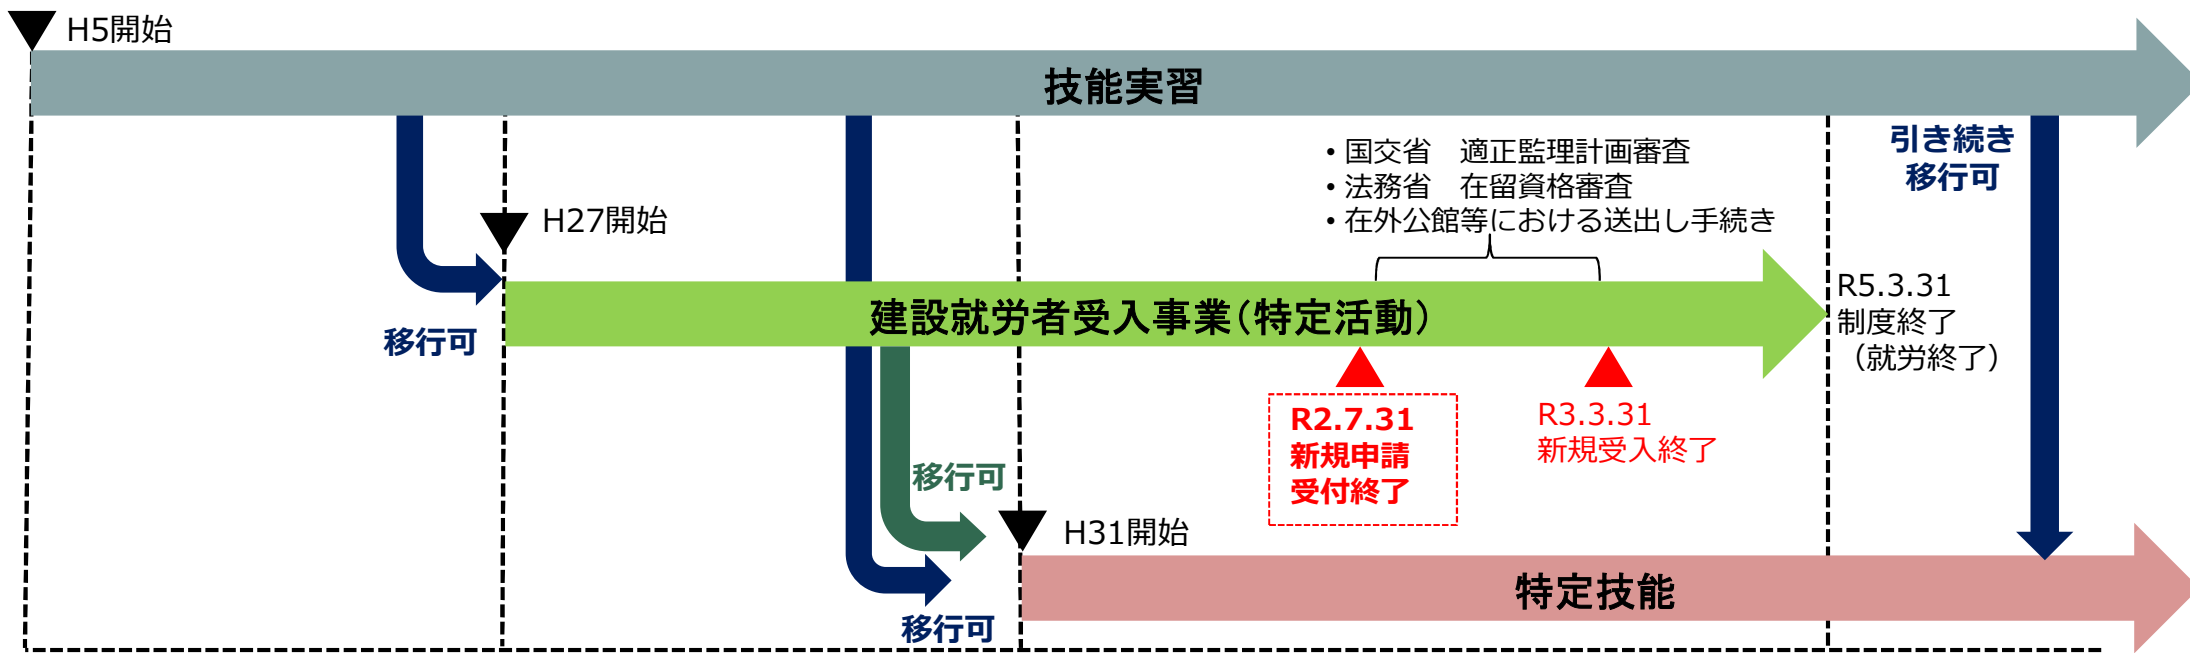 H5開始
技能実習
・国交省　適正監理計画審査
・法務省　在留資格審査
・在外公館等における送出し手続き
引き続き
移行可
H27開始
移行可
建設就労者受入事業（特定活動）
R5.3.31
制度終了
（就労終了）
R2.7.31
新規申請
受付終了
R3.3.31
新規受入終了
移行可
H31開始
特定技能
移行可